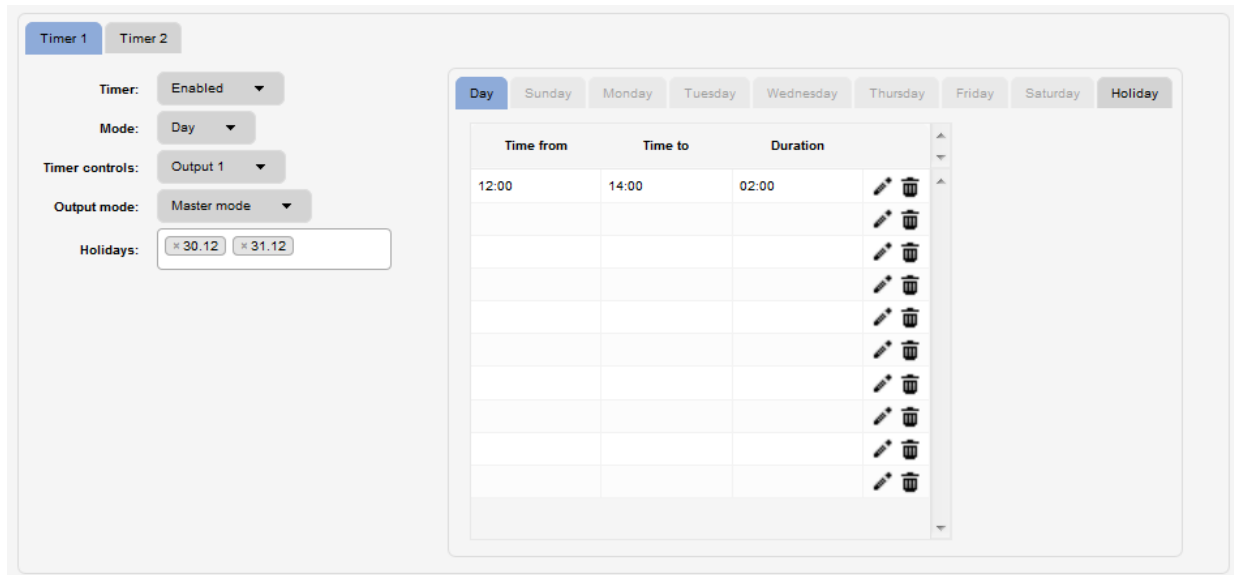 Timer 1 Timer 2
Timer: Enabled
Mode: Day
Timer controls: Output 1
Output mode: Master mode
Holidays: × 30.12 × 31.12
Day Sunday Monday Tuesday Wednesday Thursday Friday Saturday Holiday
Time from Time to Duration
12:00 14:00 02:00